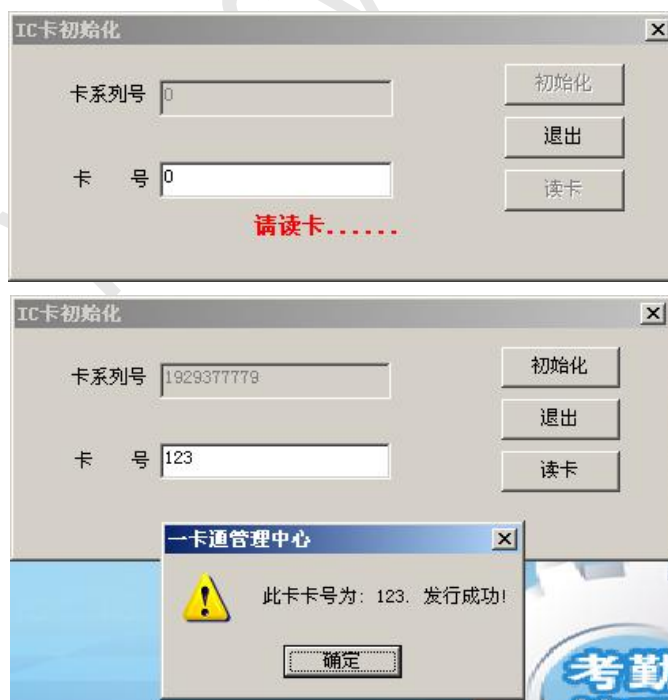 IC卡初始化
卡系列号 0 初始化
退出
卡 号 0 读卡
请读卡......
IC卡初始化
卡系列号 1929377779 初始化
退出
卡 号 123 读卡
一卡通管理中心
此卡卡号为: 123. 发行成功!
确定
考勤